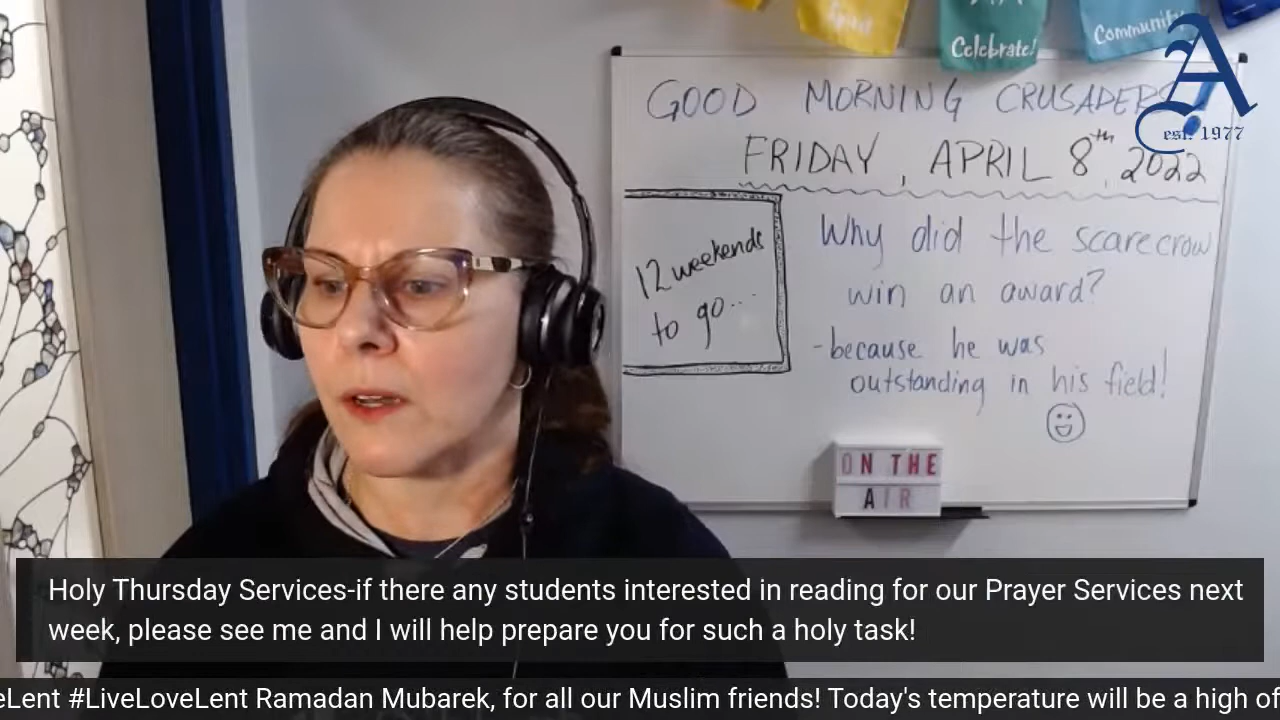 Celebrate!
Community
A
est. 1977
GOOD MORNING CRUSADERS
FRIDAY, APRIL 8th, 2022
12 weekends
to go...
Why did the scarecrow
win an award?
- because he was
outstanding in his field!
ON THE
AIR
Holy Thursday Services-if there any students interested in reading for our Prayer Services next
week, please see me and I will help prepare you for such a holy task!
eLent #LiveLoveLent Ramadan Mubarek, for all our Muslim friends! Today's temperature will be a high of